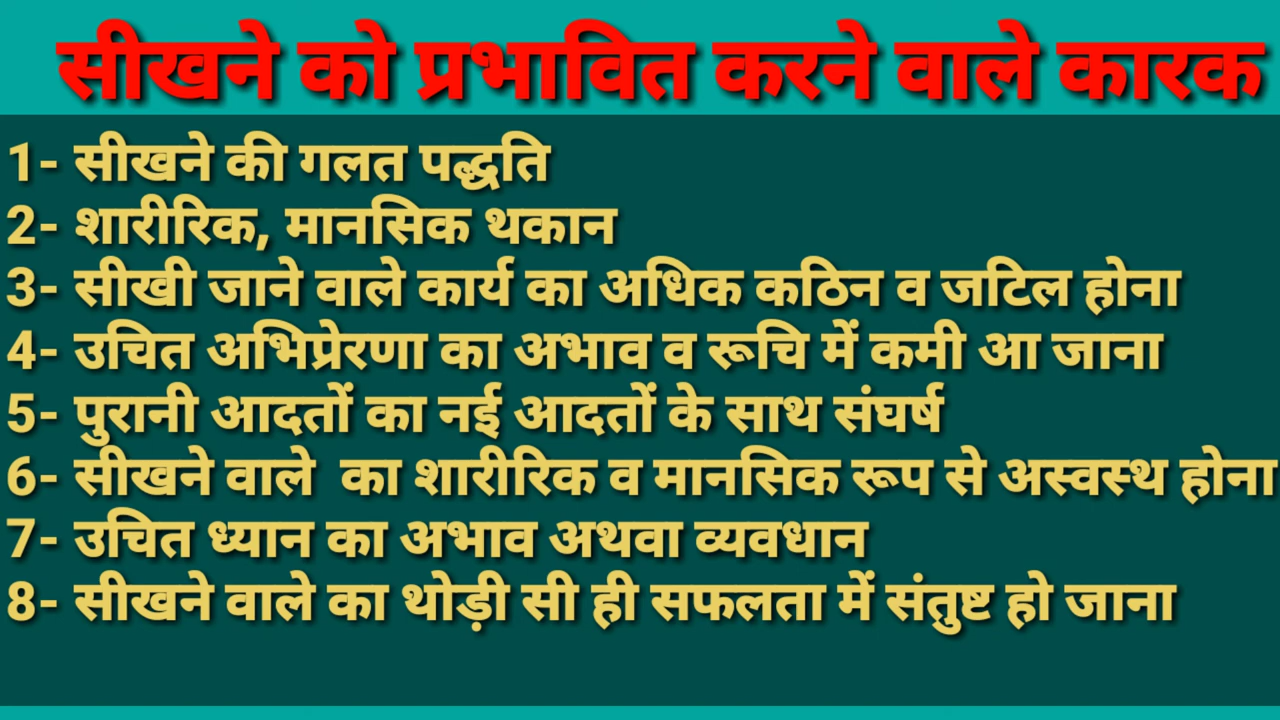 सीखने को प्रभावित करने वाले कारक
1- सीखने की गलत पद्धति
2- शारीरिक, मानसिक थकान
3- सीखी जाने वाले कार्य का अधिक कठिन व जटिल होना
4- उचित अभिप्रेरणा का अभाव व रूचि में कमी आ जाना
5- पुरानी आदतों का नई आदतों के साथ संघर्ष
6- सीखने वाले का शारीरिक व मानसिक रूप से अस्वस्थ होना
7- उचित ध्यान का अभाव अथवा व्यवधान
8- सीखने वाले का थोड़ी सी ही सफलता में संतुष्ट हो जाना